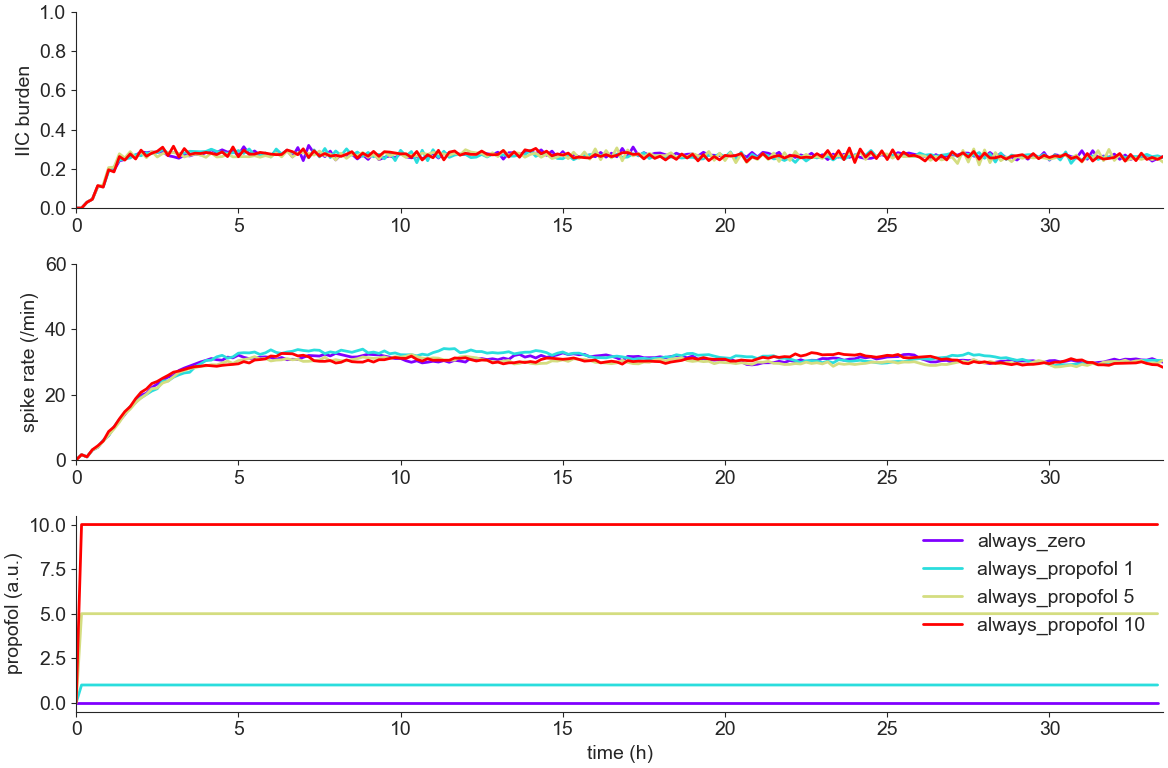 1.0
0.8
0.6
0.4
0.2
0.0
IIC burden
0 5 10 15 20 25 30
60
40
20
0
spike rate (/min)
0 5 10 15 20 25 30
10.0
7.5
5.0
2.5
0.0
propofol (a.u.)
always_zero
always_propofol 1
always_propofol 5
always_propofol 10
0 5 10 15 20 25 30
time (h)